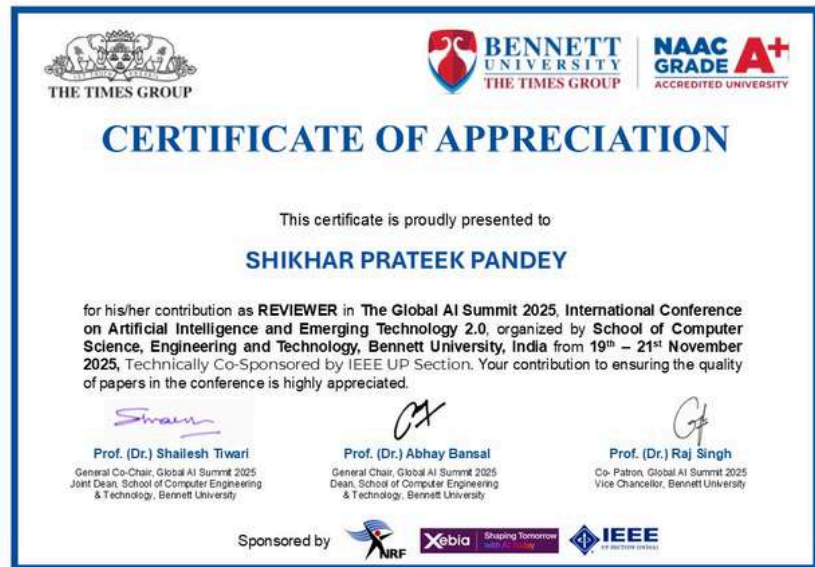 THE TIMES GROUP
BENNETT
UNIVERSITY
THE TIMES GROUP
NAAC
GRADE A+
ACCREDITED UNIVERSITY
CERTIFICATE OF APPRECIATION
This certificate is proudly presented to
SHIKHAR PRATEEK PANDEY
for his/her contribution as REVIEWER in The Global AI Summit 2025, International Conference
on Artificial Intelligence and Emerging Technology 2.0, organized by School of Computer
Science, Engineering and Technology, Bennett University, India from 19th – 21st November
2025, Technically Co-Sponsored by IEEE UP Section. Your contribution to ensuring the quality
of papers in the conference is highly appreciated.
Prof. (Dr.) Shailesh Tiwari
General Co-Chair, Global AI Summit 2025
Joint Dean, School of Computer Engineering
& Technology, Bennett University
Prof. (Dr.) Abhay Bansal
General Chair, Global AI Summit 2025
Dean, School of Computer Engineering
& Technology, Bennett University
Prof. (Dr.) Raj Singh
Co- Patron, Global AI Summit 2025
Vice Chancellor, Bennett University
Sponsored by
NRF
Xebia
Shaping Tomorrow
with AI today
IEEE
UP SECTION (INDIA)